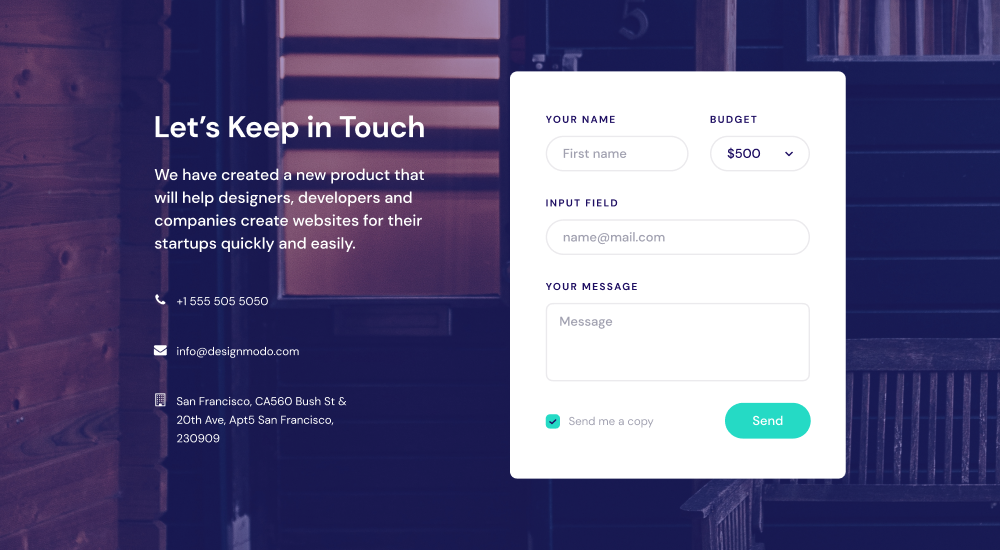 Let’s Keep in Touch
We have created a new product that
will help designers, developers and
companies create websites for their
startups quickly and easily.
+1 555 505 5050
info@designmodo.com
San Francisco, CA560 Bush St &
20th Ave, Apt5 San Francisco,
230909
YOUR NAME
First name
BUDGET
$500
INPUT FIELD
name@mail.com
YOUR MESSAGE
Message
Send me a copy
Send
5